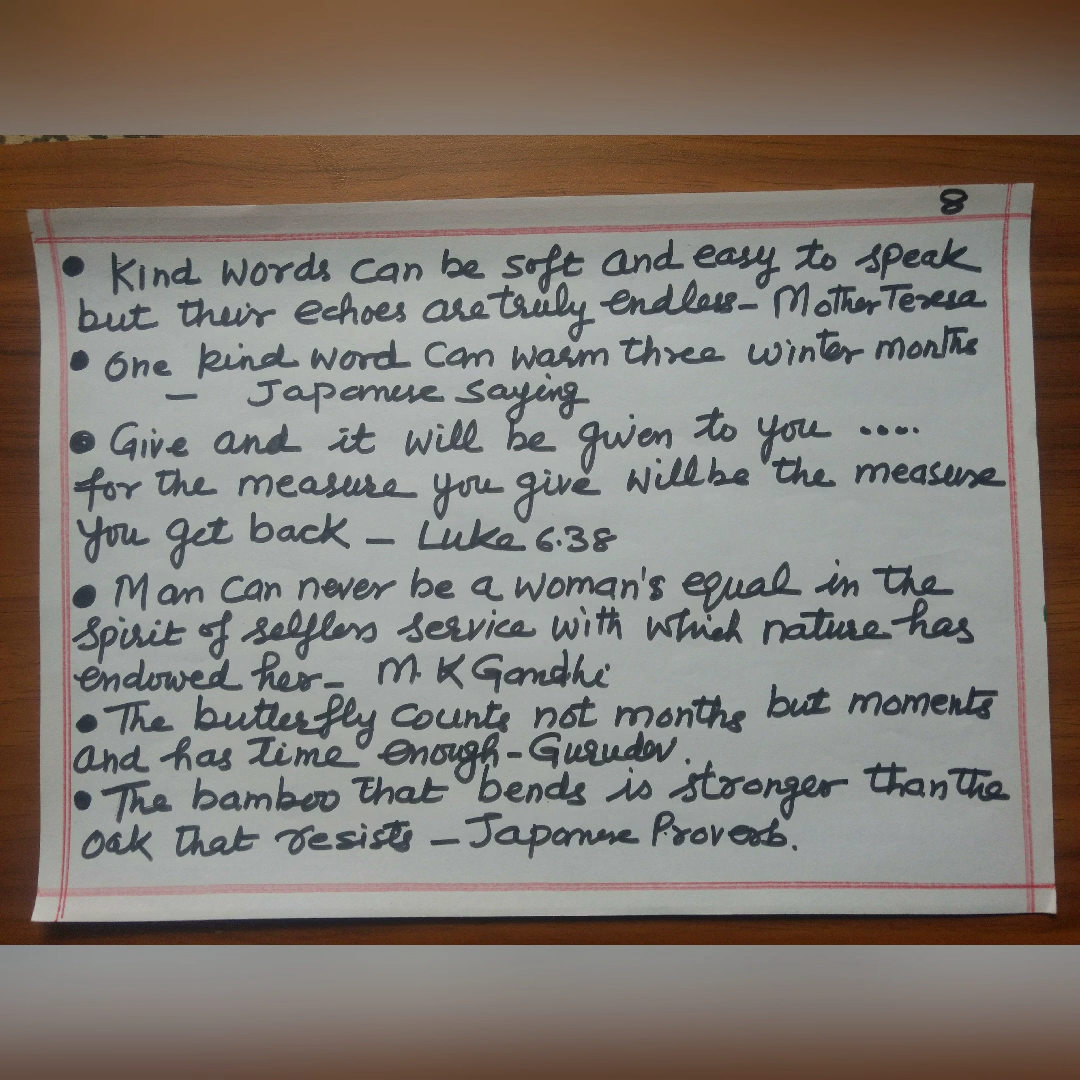 8
• Kind words can be soft and easy to speak
but their echoes are truly endless - Mother Teresa
• One kind word can warm three winter months
- Japanese saying
• Give and it will be given to you ....
for the measure you give will be the measure
you get back - Luke 6.38
• Man can never be a woman's equal in the
spirit of selfless service with which nature has
endowed her - M. K Gandhi
• The butterfly counts not months but moments
and has time enough - Gurudev.
• The bamboo that bends is stronger than the
oak that resists - Japanese Proverb.